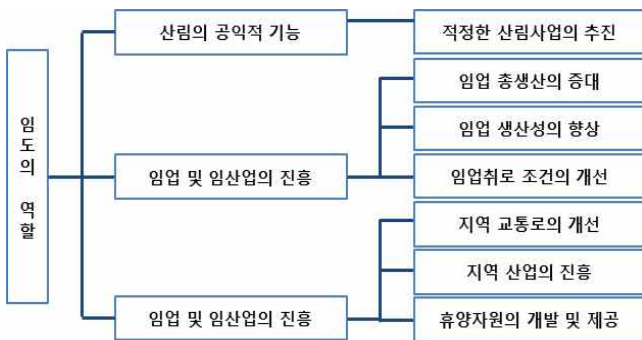 임도의 역할
산림의 공익적 기능
적정한 산림사업의 추진
임업 및 임산업의 진흥
임업 총생산의 증대
임업 생산성의 향상
임업취로 조건의 개선
임업 및 임산업의 진흥
지역 교통로의 개선
지역 산업의 진흥
휴양자원의 개발 및 제공